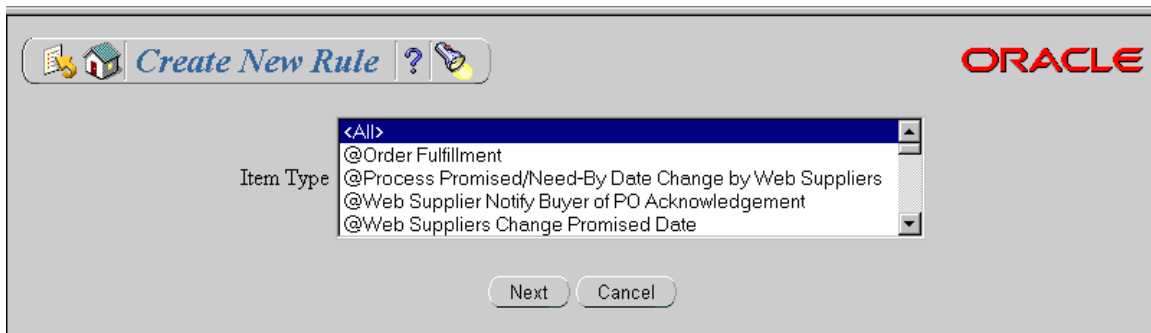 Create New Rule ?
ORACLE
<All>
@Order Fulfillment
Item Type @Process Promised/Need-By Date Change by Web Suppliers
@Web Supplier Notify Buyer of PO Acknowledgement
@Web Suppliers Change Promised Date
Next Cancel